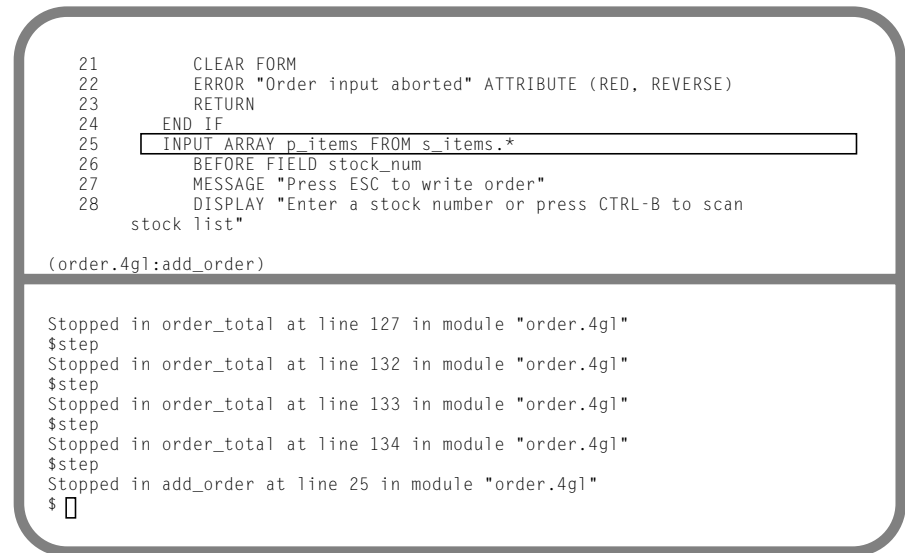 21 CLEAR FORM
22 ERROR "Order input aborted" ATTRIBUTE (RED, REVERSE)
23 RETURN
24 END IF
25 INPUT ARRAY p_items FROM s_items.*
26 BEFORE FIELD stock_num
27 MESSAGE "Press ESC to write order"
28 DISPLAY "Enter a stock number or press CTRL-B to scan
stock list"
(order.4gl:add_order)
Stopped in order_total at line 127 in module "order.4gl"
$step
Stopped in order_total at line 132 in module "order.4gl"
$step
Stopped in order_total at line 133 in module "order.4gl"
$step
Stopped in order_total at line 134 in module "order.4gl"
$step
Stopped in add_order at line 25 in module "order.4gl"
$